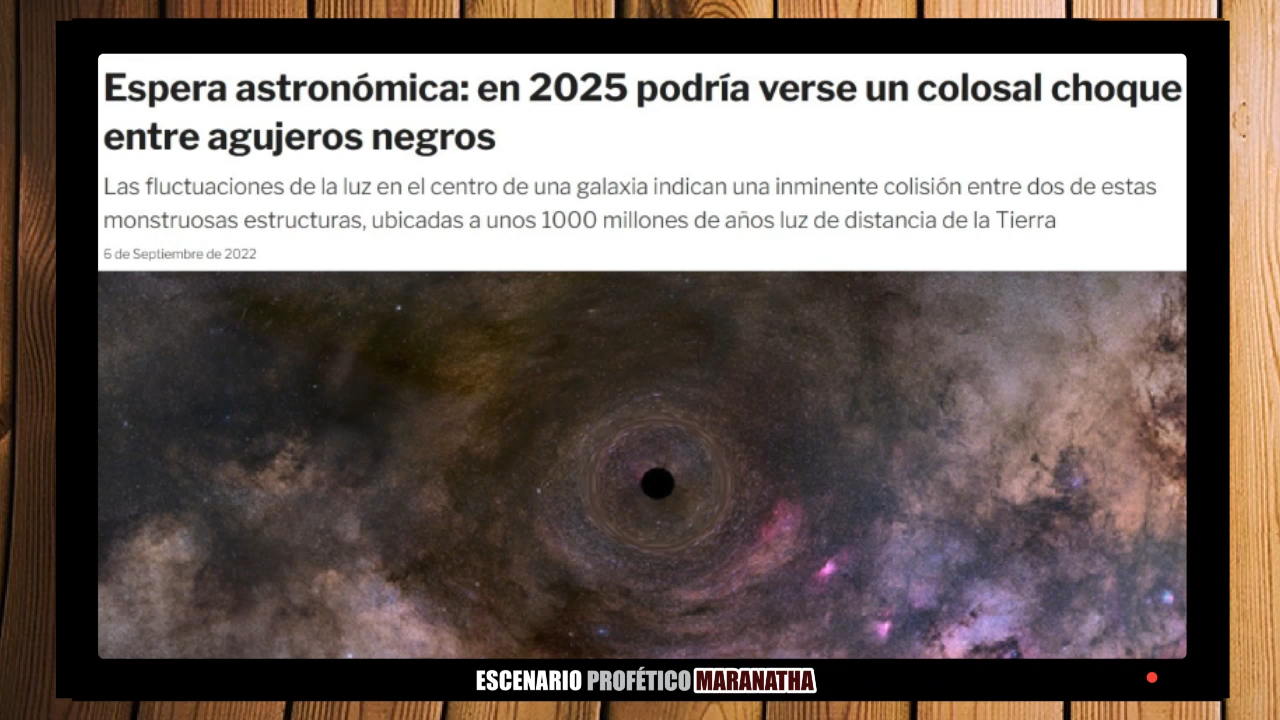 Espera astronómica: en 2025 podría verse un colosal choque
entre agujeros negros
Las fluctuaciones de la luz en el centro de una galaxia indican una inminente colisión entre dos de estas
monstruosas estructuras, ubicadas a unos 1000 millones de años luz de distancia de la Tierra
6 de Septiembre de 2022
ESCENARIO PROFÉTICO MARANATHA